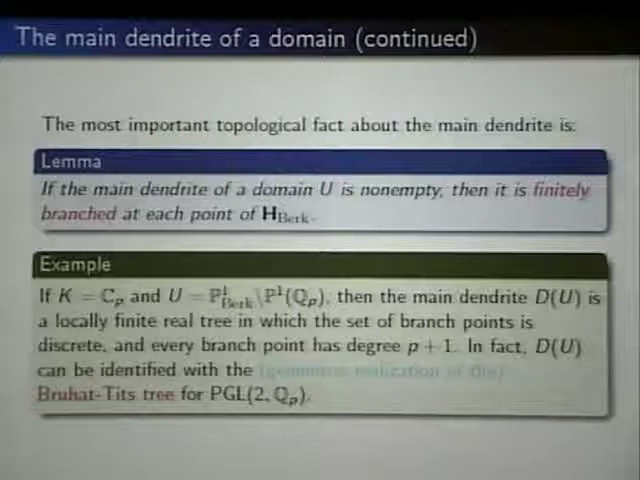 The main dendrite of a domain (continued)
The most important topological fact about the main dendrite is:
Lemma
If the main dendrite of a domain U is nonempty, then it is finitely
branched at each point of H_Berk.
Example
If K = C_p and U = ℙ¹_Berk\ℙ¹(ℚ_p), then the main dendrite D(U) is
a locally finite real tree in which the set of branch points is
discrete, and every branch point has degree p + 1. In fact, D(U)
can be identified with the (geometric realization of the)
Bruhat-Tits tree for PGL(2, ℚ_p).